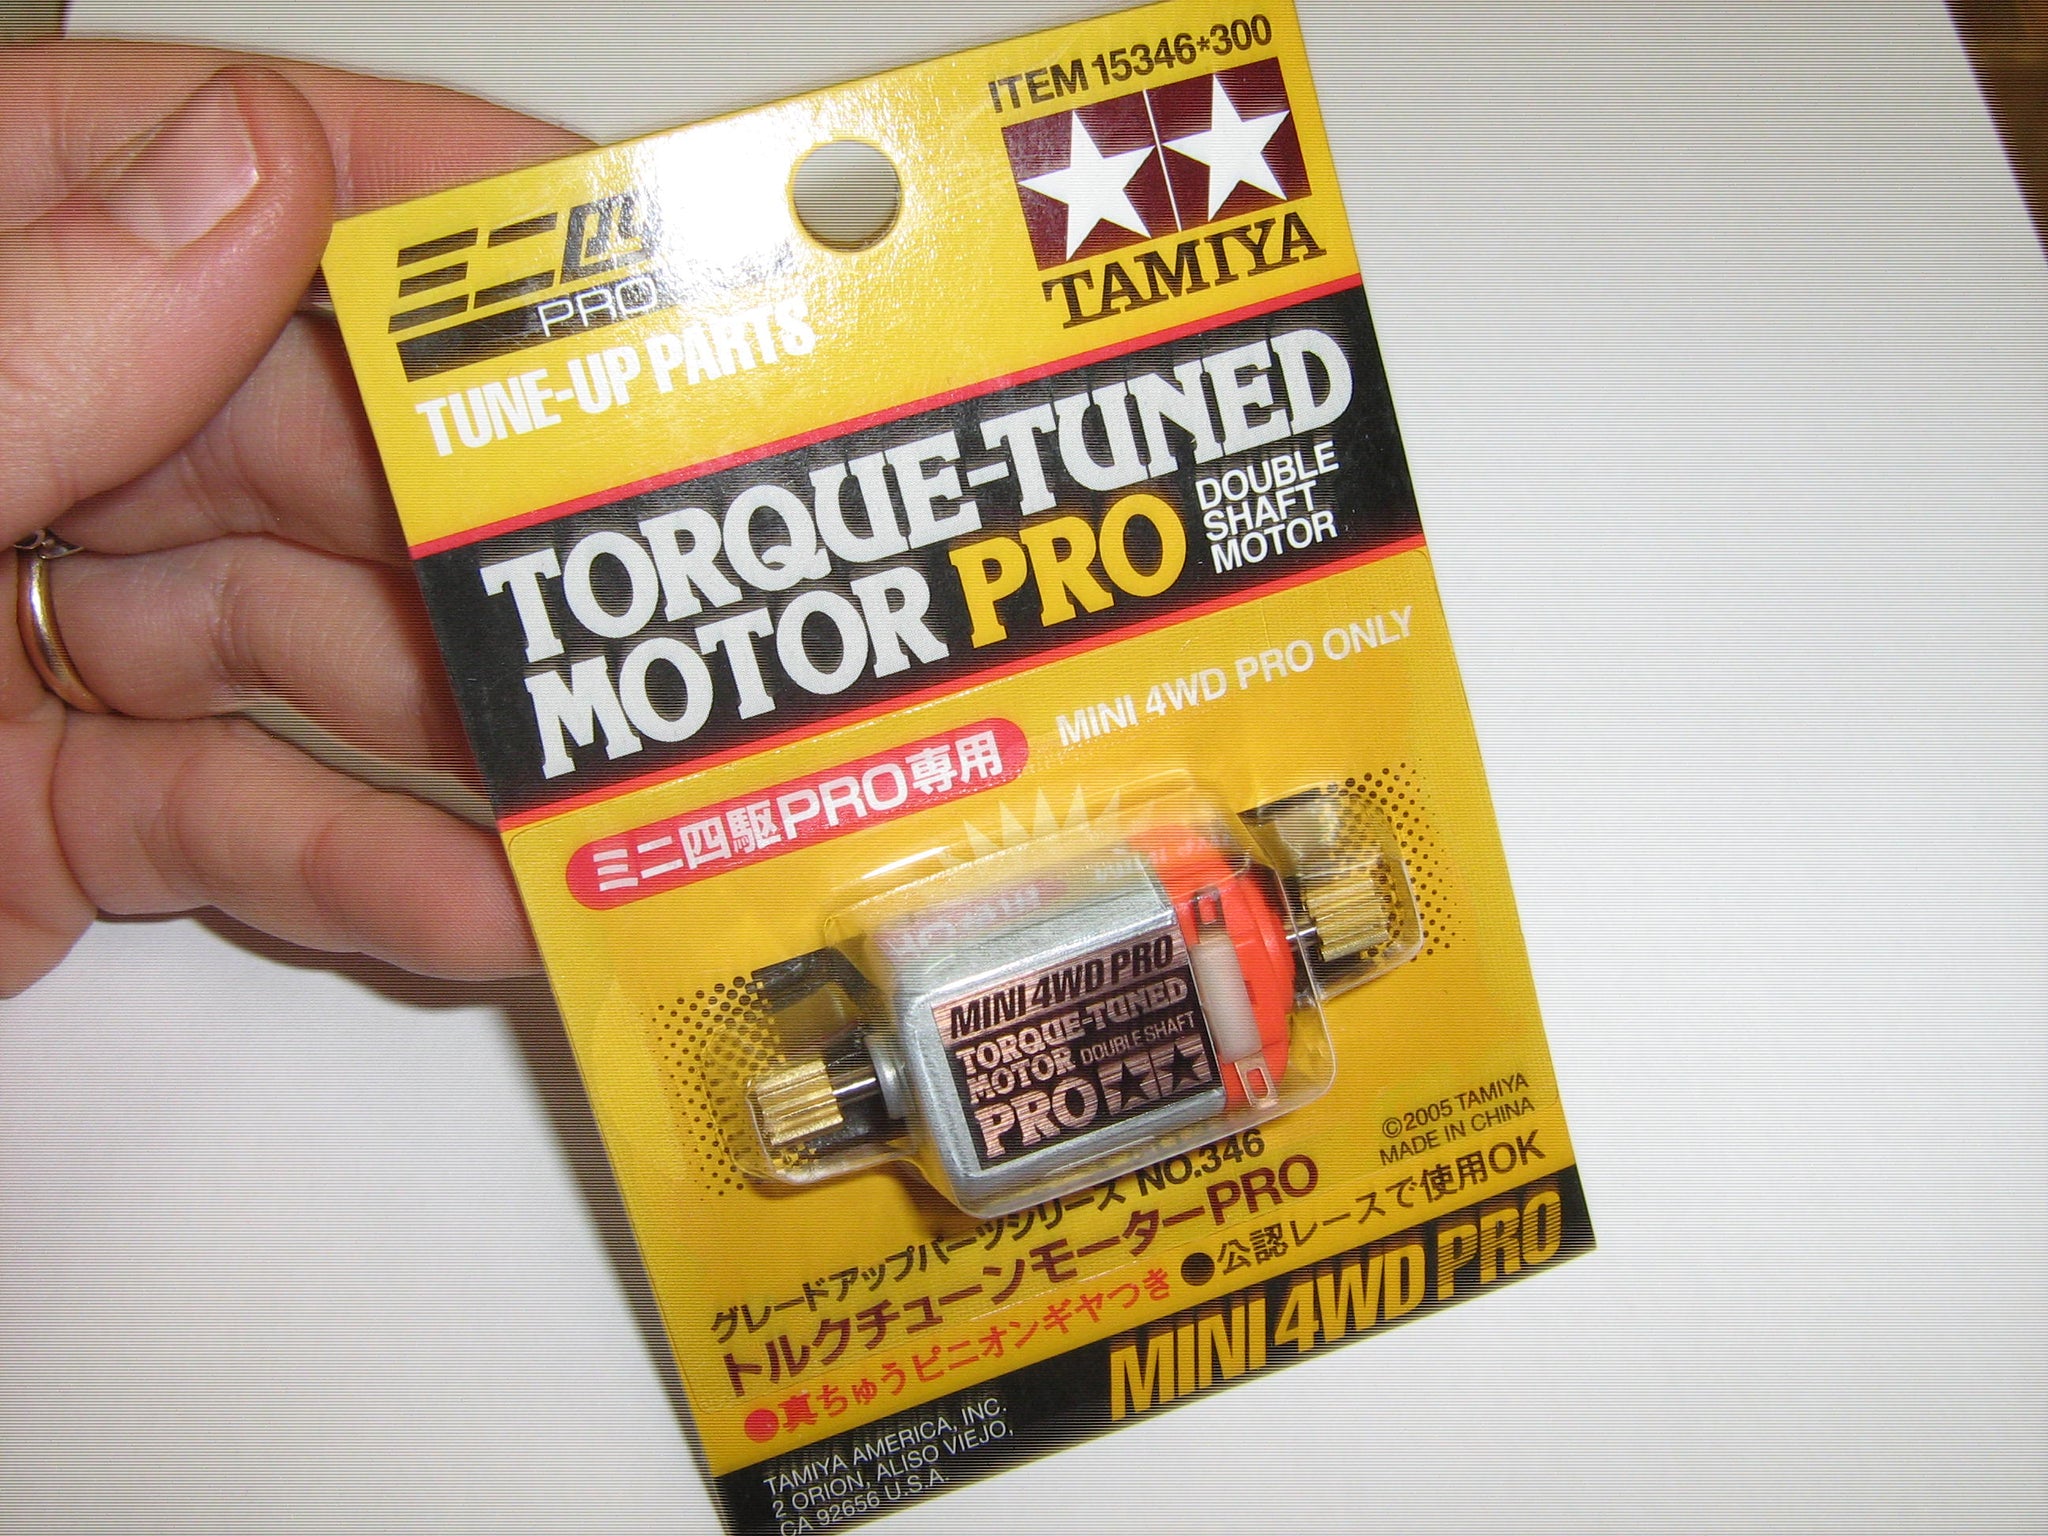 ITEM 15346*300
TAMIYA
ミニ四
PRO
TUNE-UP PARTS
TORQUE-TUNED
MOTOR PRO
DOUBLE
SHAFT
MOTOR
MINI 4WD PRO ONLY
ミニ四駆PRO専用
MINI 4WD PRO
TORQUE-TUNED
MOTOR DOUBLE SHAFT
PRO
©2005 TAMIYA
MADE IN CHINA
グレードアップパーツシリーズ NO.346
トルクチューンモーターPRO
●真ちゅうピニオンギヤつき ●公認レースで使用OK
MINI 4WD PRO
TAMIYA AMERICA, INC.
2 ORION, ALISO VIEJO,
CA 92656 U.S.A.